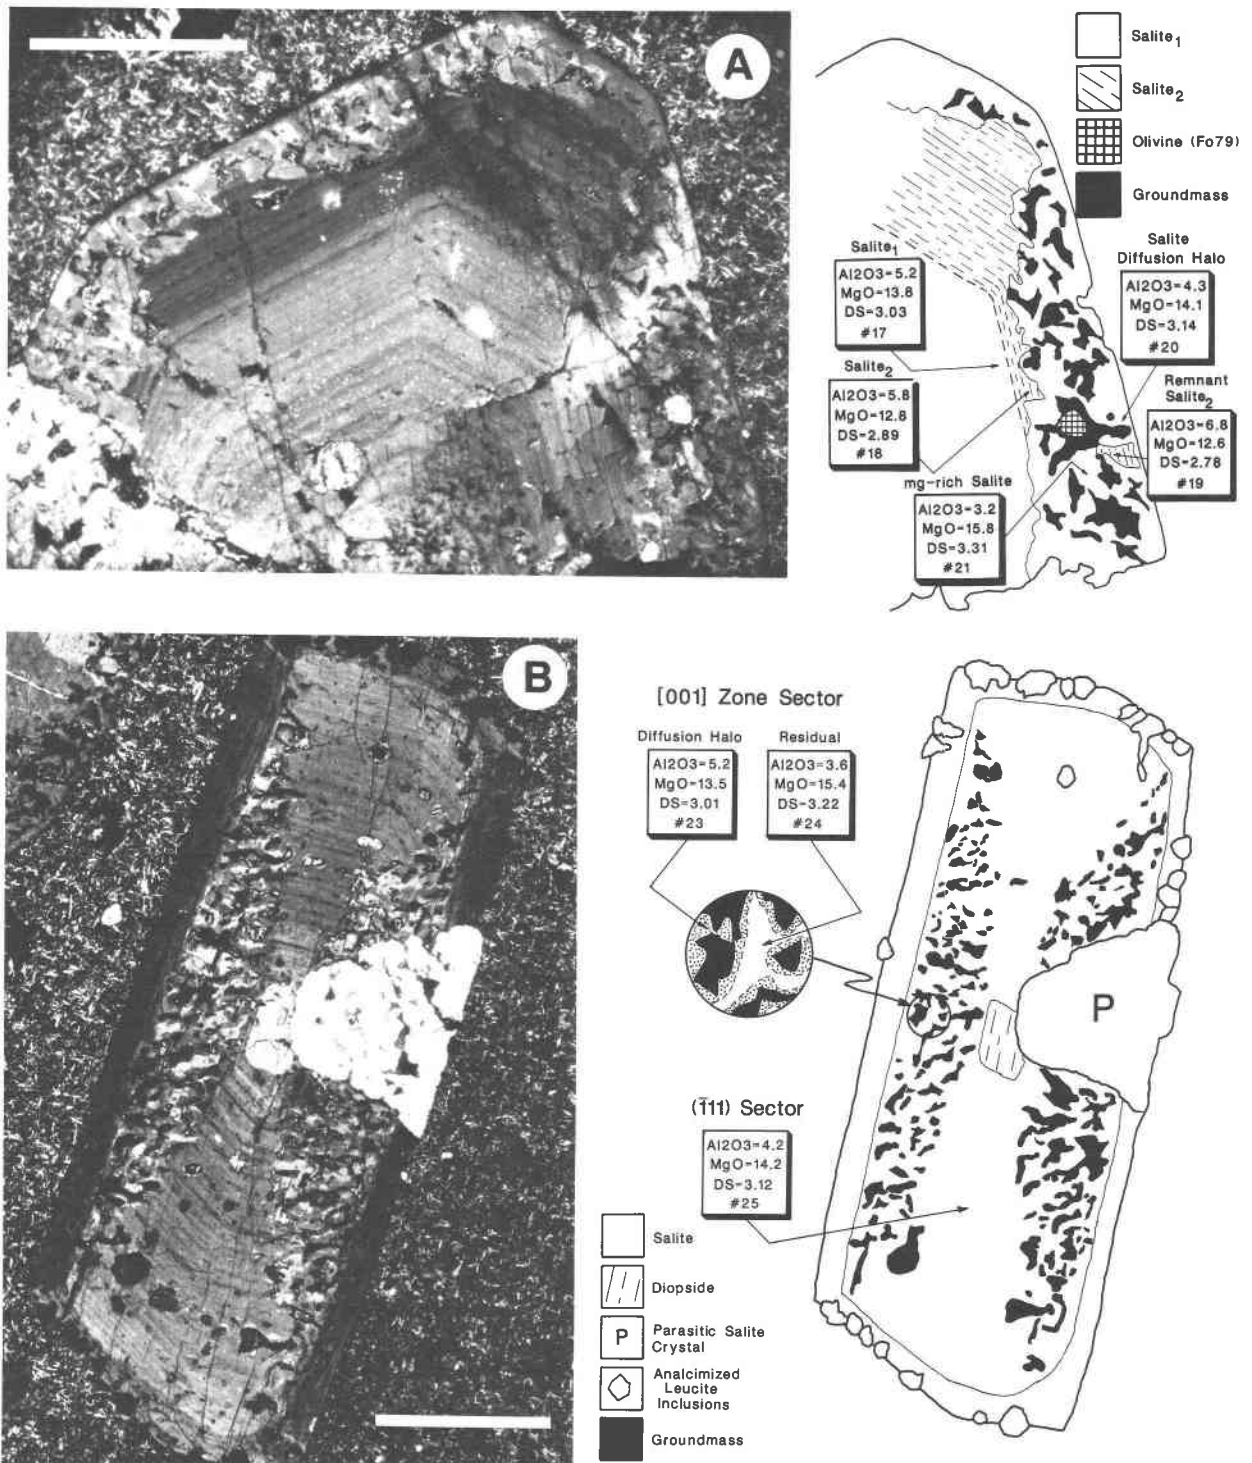 A
Salite1
Salite2
Olivine (Fo79)
Groundmass
Salite1
Al2O3=5.2
MgO=13.8
DS=3.03
#17
Salite
Diffusion Halo
Al2O3=4.3
MgO=14.1
DS=3.14
#20
Salite2
Al2O3=5.8
MgO=12.8
DS=2.89
#18
Remnant
Salite2
Al2O3=6.8
MgO=12.6
DS=2.78
#19
mg-rich Salite
Al2O3=3.2
MgO=15.8
DS=3.31
#21
B
[001] Zone Sector
Diffusion Halo
Al2O3=5.2
MgO=13.5
DS=3.01
#23
Residual
Al2O3=3.6
MgO=15.4
DS=3.22
#24
P
(1̄11) Sector
Al2O3=4.2
MgO=14.2
DS=3.12
#25
Salite
Diopside
P Parasitic Salite
Crystal
Analcimized
Leucite
Inclusions
Groundmass